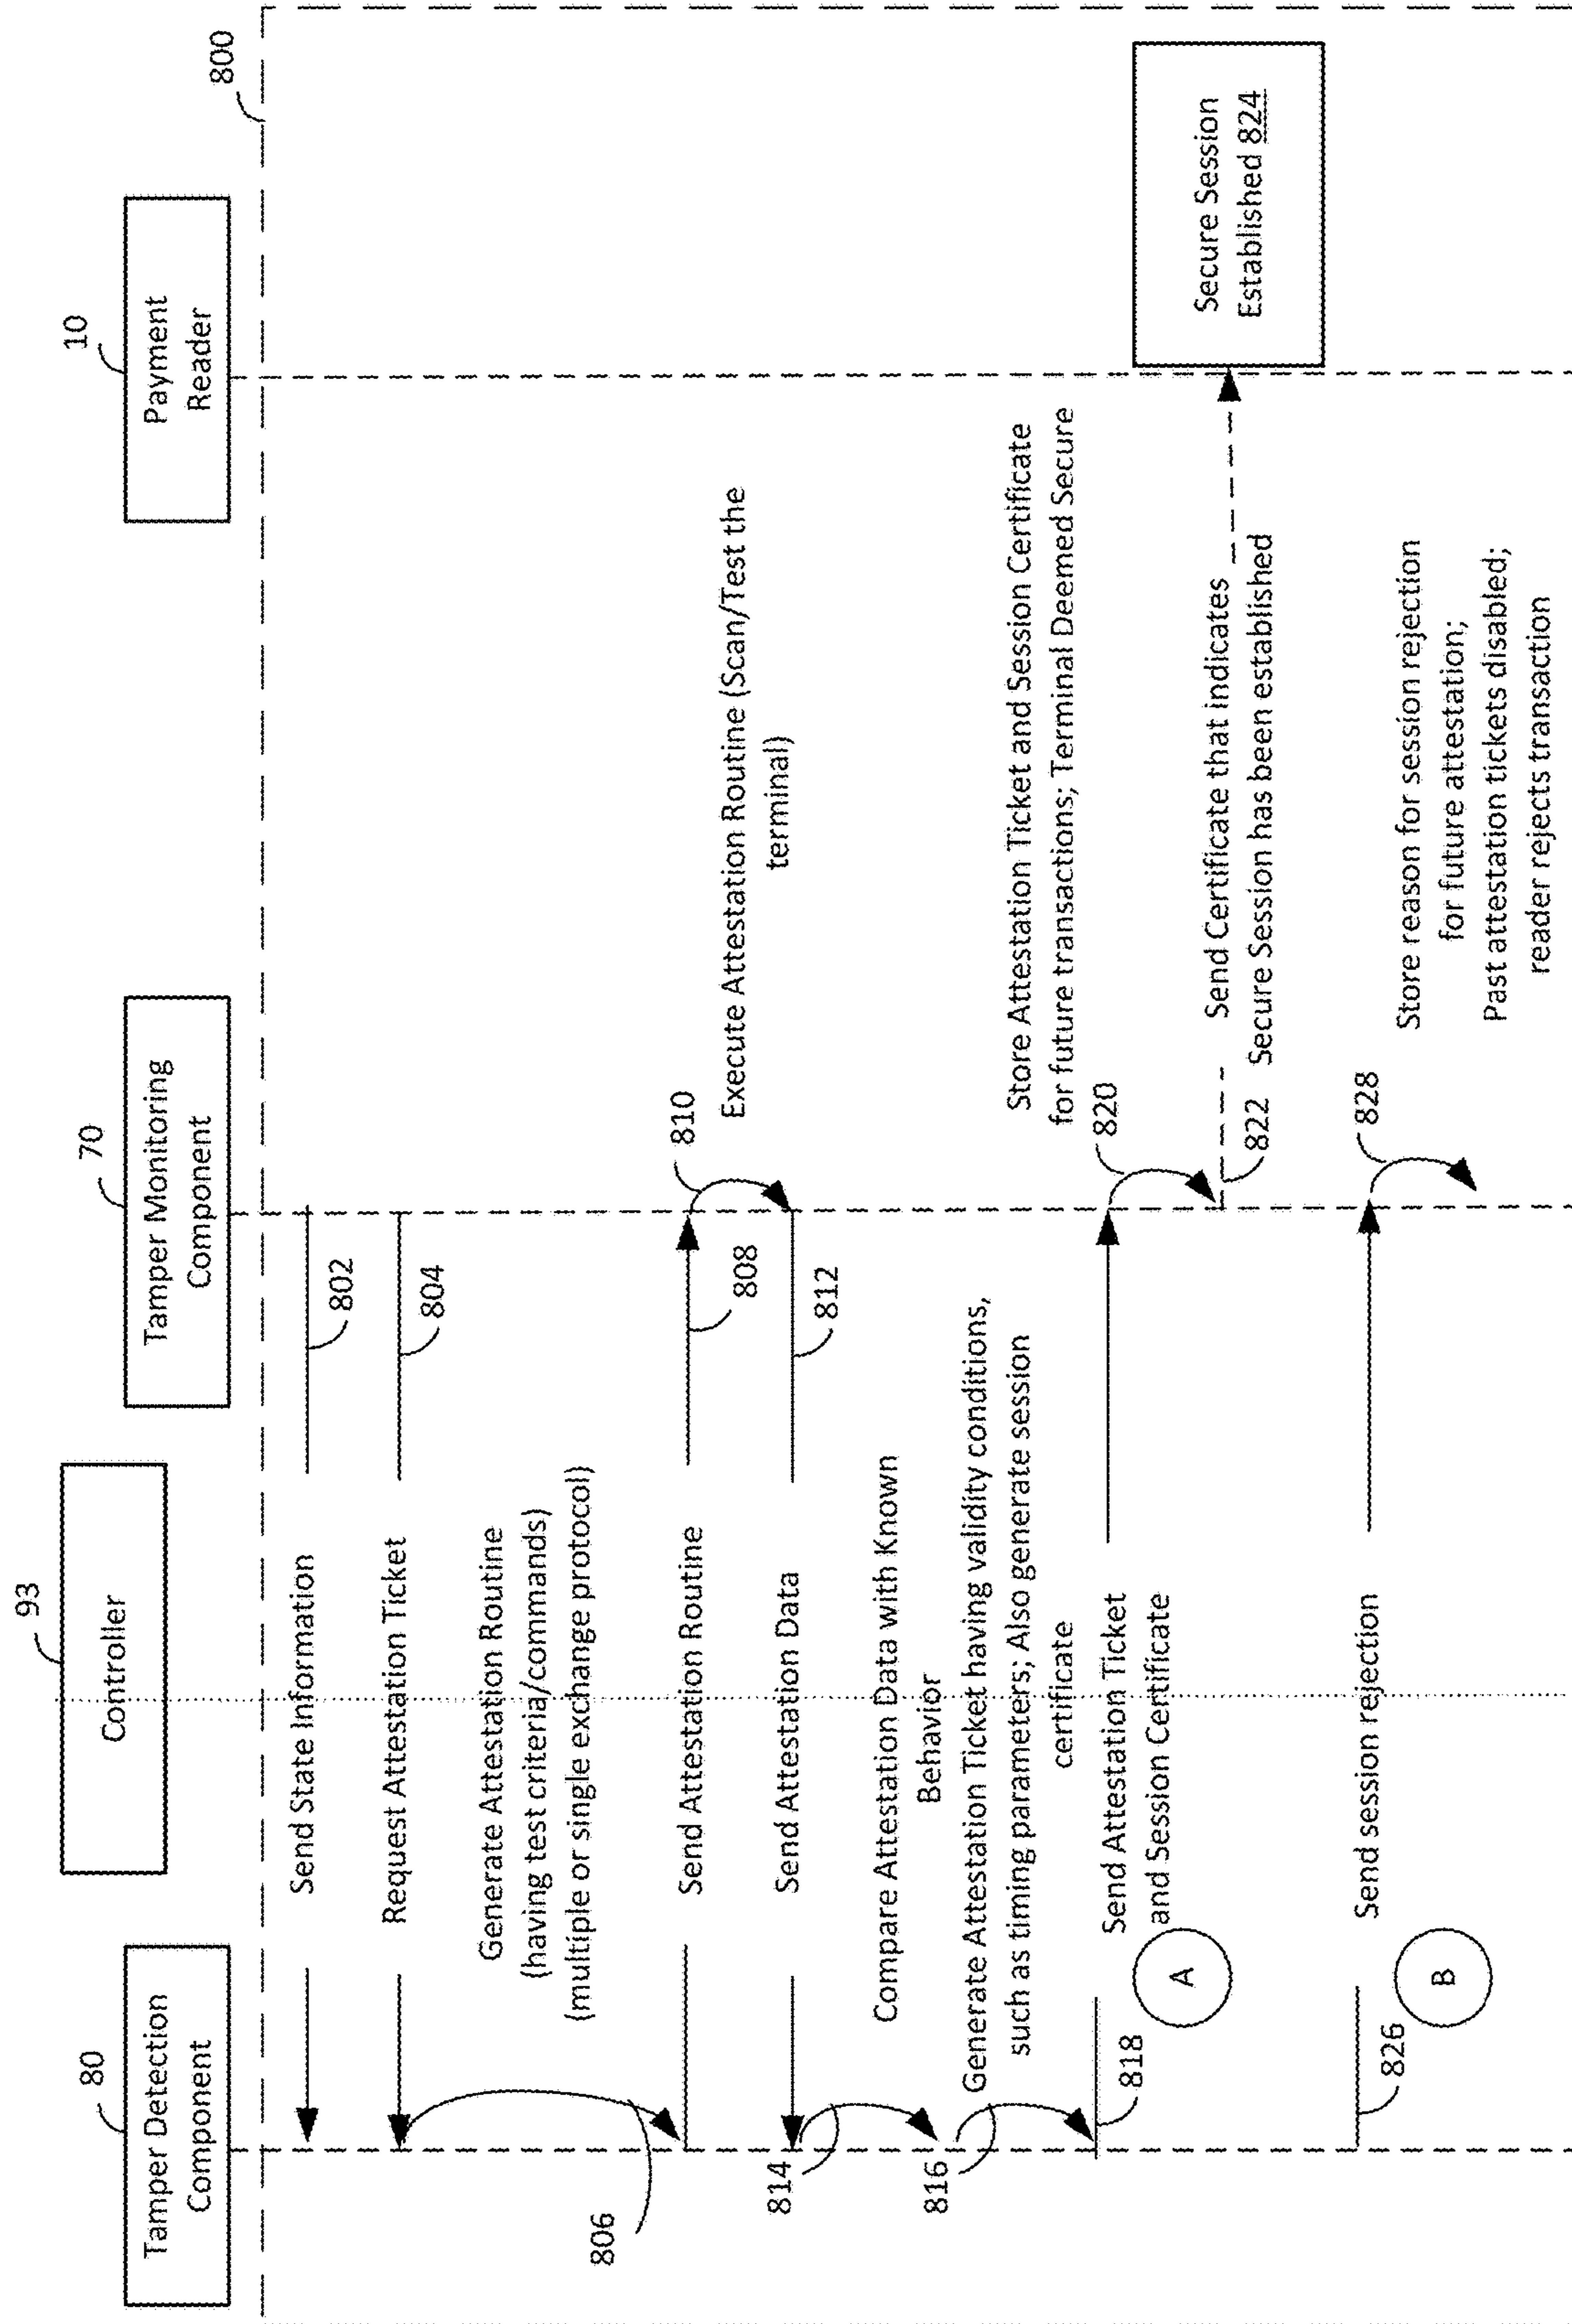 93
Controller
80
Tamper Detection
Component
70
Tamper Monitoring
Component
10
Payment
Reader
800
Send State Information
802
Request Attestation Ticket
804
Generate Attestation Routine
(having test criteria/commands)
(multiple or single exchange protocol)
806
Send Attestation Routine
808
810
Execute Attestation Routine (Scan/Test the
terminal)
Send Attestation Data
812
814
Compare Attestation Data with Known
Behavior
816
Generate Attestation Ticket having validity conditions,
such as timing parameters; Also generate session
certificate
818
Send Attestation Ticket
and Session Certificate
A
Store Attestation Ticket and Session Certificate
for future transactions; Terminal Deemed Secure
820
Send Certificate that indicates
822
Secure Session has been established
Secure Session
Established 824
826
Send session rejection
B
828
Store reason for session rejection
for future attestation;
Past attestation tickets disabled;
reader rejects transaction